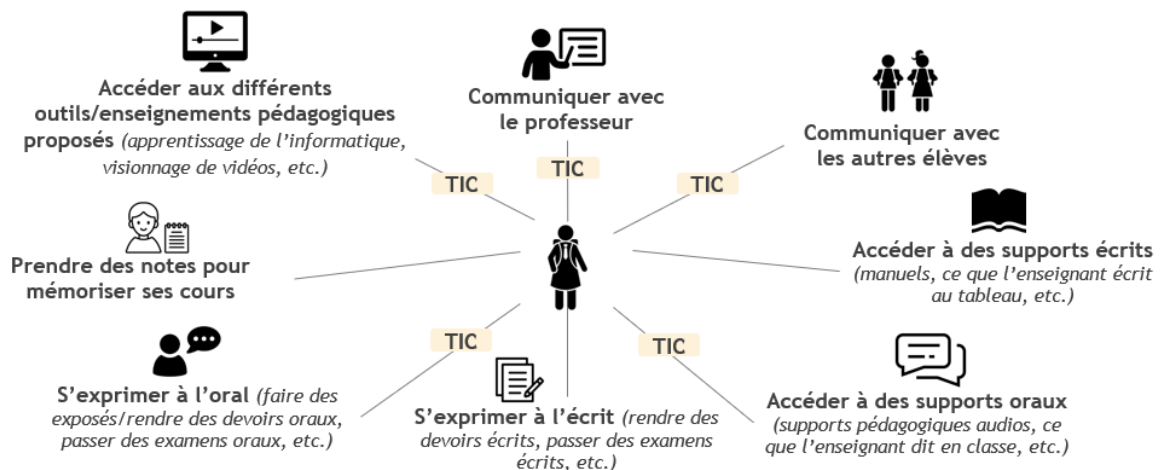 Accéder aux différents
outils/enseignements pédagogiques
proposés (apprentissage de l'informatique,
visionnage de vidéos, etc.)
Communiquer avec
le professeur
Communiquer avec
les autres élèves
TIC
TIC
TIC
Prendre des notes pour
mémoriser ses cours
Accéder à des supports écrits
(manuels, ce que l'enseignant écrit
au tableau, etc.)
TIC
TIC
S'exprimer à l'oral (faire des
exposés/rendre des devoirs oraux,
passer des examens oraux, etc.)
S'exprimer à l'écrit (rendre des
devoirs écrits, passer des examens
écrits, etc.)
Accéder à des supports oraux
(supports pédagogiques audios, ce
que l'enseignant dit en classe, etc.)